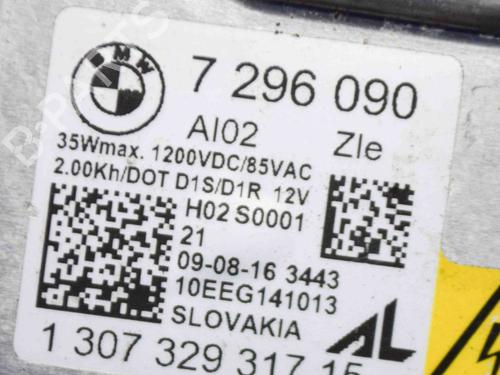 BMW
7 296 090
AI02 Zle
35Wmax. 1200VDC/85VAC
2.00Kh/DOT D1S/D1R 12V
H02 S0001
21
09-08-16 3443
10EEG141013
SLOVAKIA
AL
1 307 329 317 15
B-PARTS